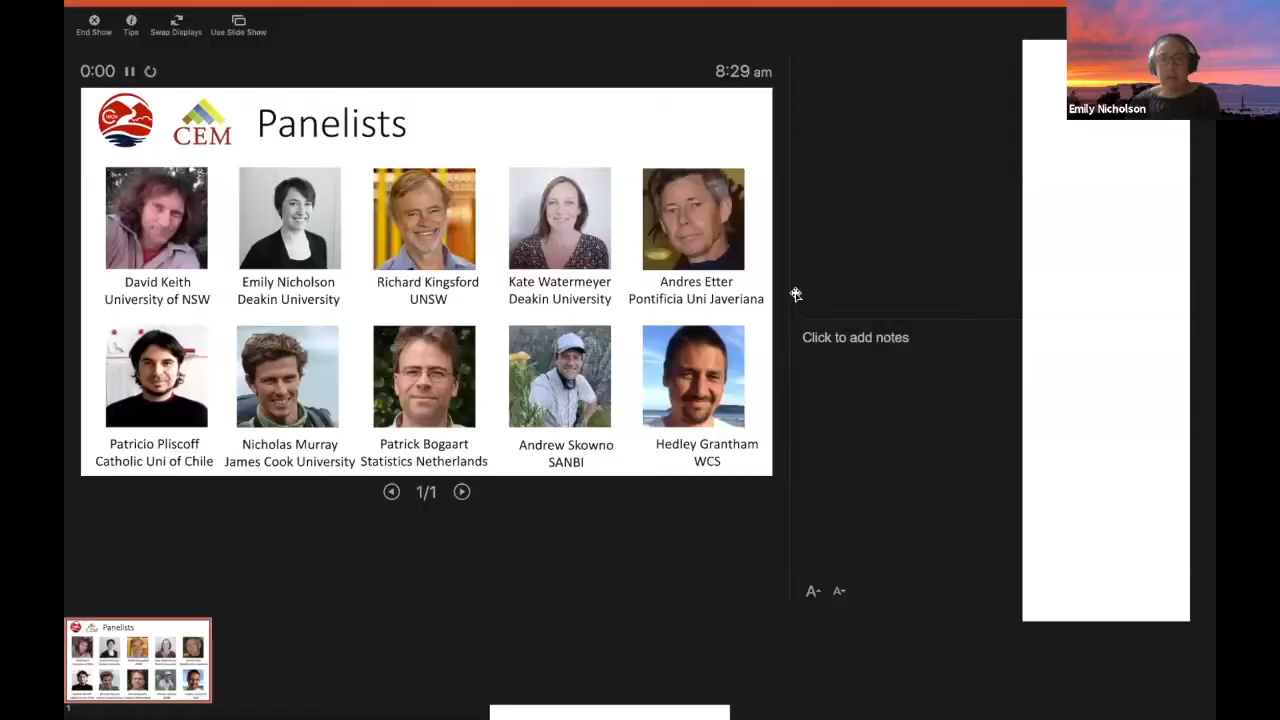 End Show
Tips
Swap Displays
Use Slide Show
0:00
8:29 am
Emily Nicholson
CEM
Panelists
David Keith
University of NSW
Emily Nicholson
Deakin University
Richard Kingsford
UNSW
Kate Watermeyer
Deakin University
Andres Etter
Pontificia Uni Javeriana
Patricio Pliscoff
Catholic Uni of Chile
Nicholas Murray
James Cook University
Patrick Bogaart
Statistics Netherlands
Andrew Skowno
SANBI
Hedley Grantham
WCS
1/1
Click to add notes
A
A
Panelists
1